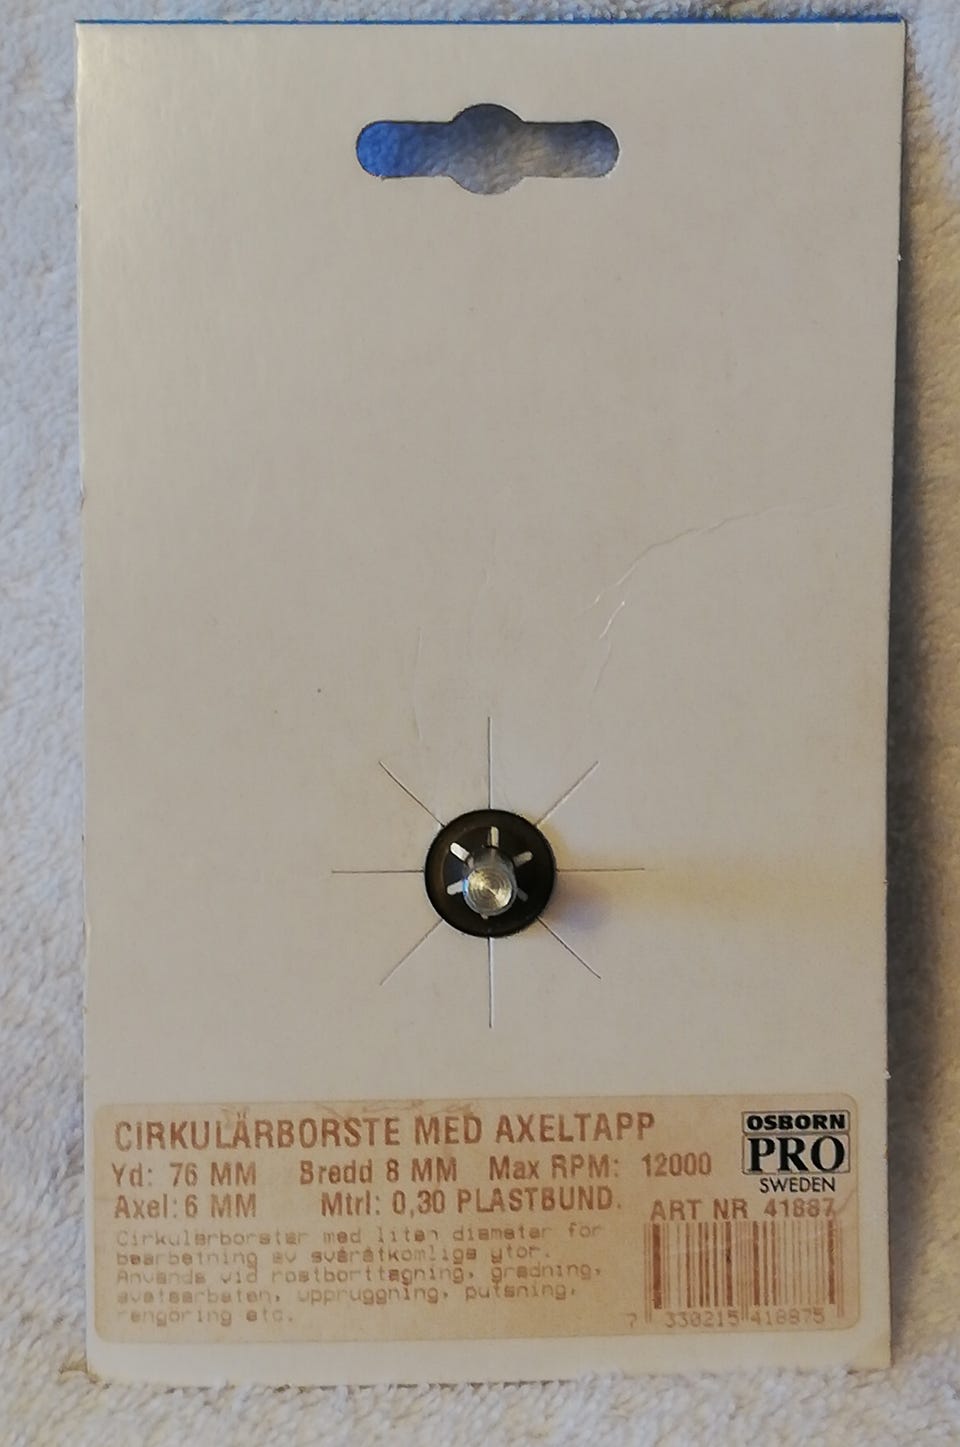 CIRKULÄRBORSTE MED AXELTAPP
OSBORN
PRO
SWEDEN
Yd: 76 MM Bredd 8 MM Max RPM: 12000
Axel: 6 MM Mtrl: 0,30 PLASTBUND.
ART NR 41887
Cirkulärborstar med liten diameter för
bearbetning av svåråtkomliga ytor.
Används vid rostborttagning, gradning,
svetsarbeten, uppruggning, putsning,
rengöring etc.
7 330215 418875